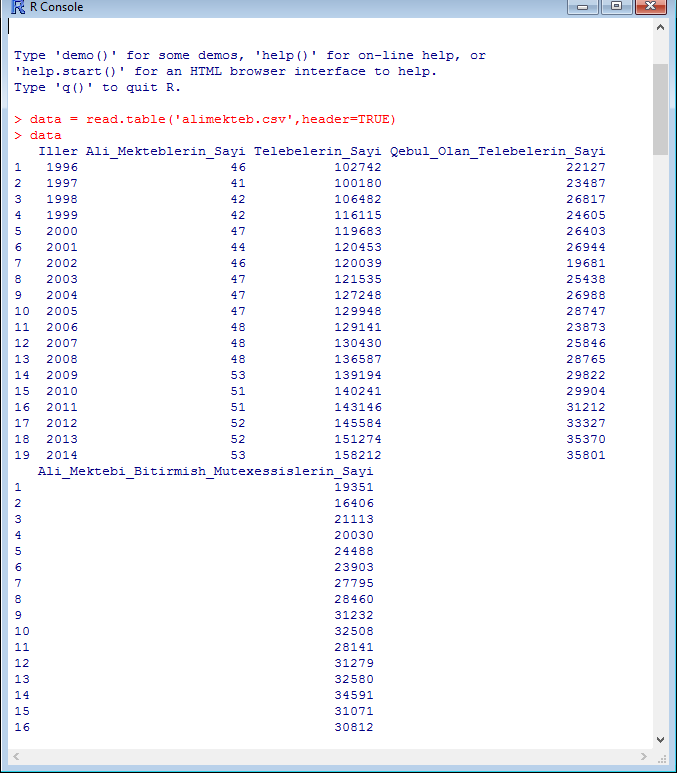 R Console
Type 'demo()' for some demos, 'help()' for on-line help, or
'help.start()' for an HTML browser interface to help.
Type 'q()' to quit R.
> data = read.table('alimekteb.csv',header=TRUE)
> data
Iller Ali_Mekteblerin_Sayi Telebelerin_Sayi Qebul_Olan_Telebelerin_Sayi
1 1996 46 102742 22127
2 1997 41 100180 23487
3 1998 42 106482 26817
4 1999 42 116115 24605
5 2000 47 119683 26403
6 2001 44 120453 26944
7 2002 46 120039 19681
8 2003 47 121535 25438
9 2004 47 127248 26988
10 2005 47 129948 28747
11 2006 48 129141 23873
12 2007 48 130430 25846
13 2008 48 136587 28765
14 2009 53 139194 29822
15 2010 51 140241 29904
16 2011 51 143146 31212
17 2012 52 145584 33327
18 2013 52 151274 35370
19 2014 53 158212 35801
Ali_Mektebi_Bitirmish_Mutexessislerin_Sayi
1 19351
2 16406
3 21113
4 20030
5 24488
6 23903
7 27795
8 28460
9 31232
10 32508
11 28141
12 31279
13 32580
14 34591
15 31071
16 30812